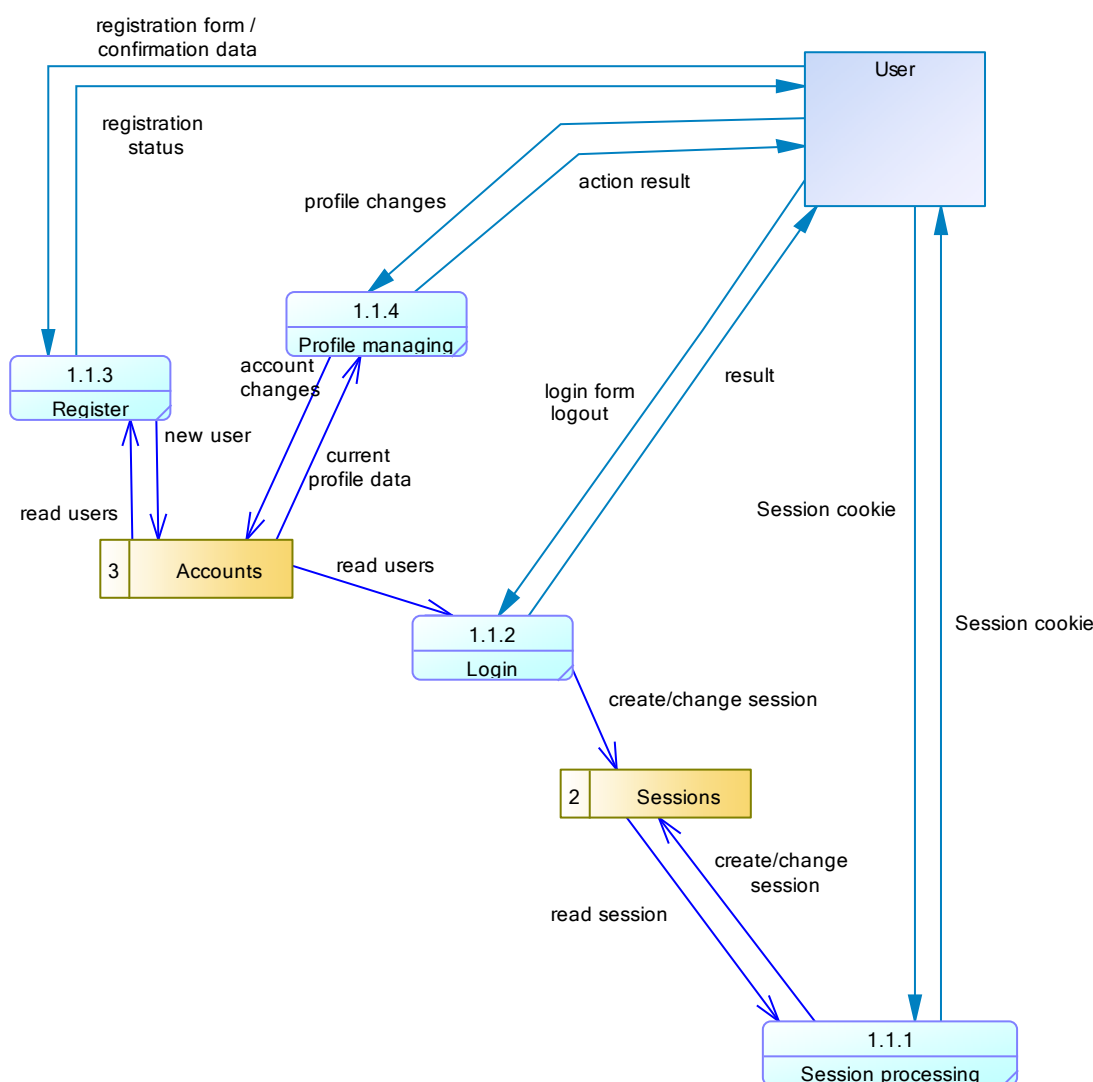 registration form /
confirmation data
User
registration
status
action result
profile changes
1.1.4
Profile managing
account
changes
1.1.3
Register
result
login form
logout
new user
current
profile data
read users
Session cookie
3
Accounts
read users
Session cookie
1.1.2
Login
create/change session
2
Sessions
create/change
session
read session
1.1.1
Session processing